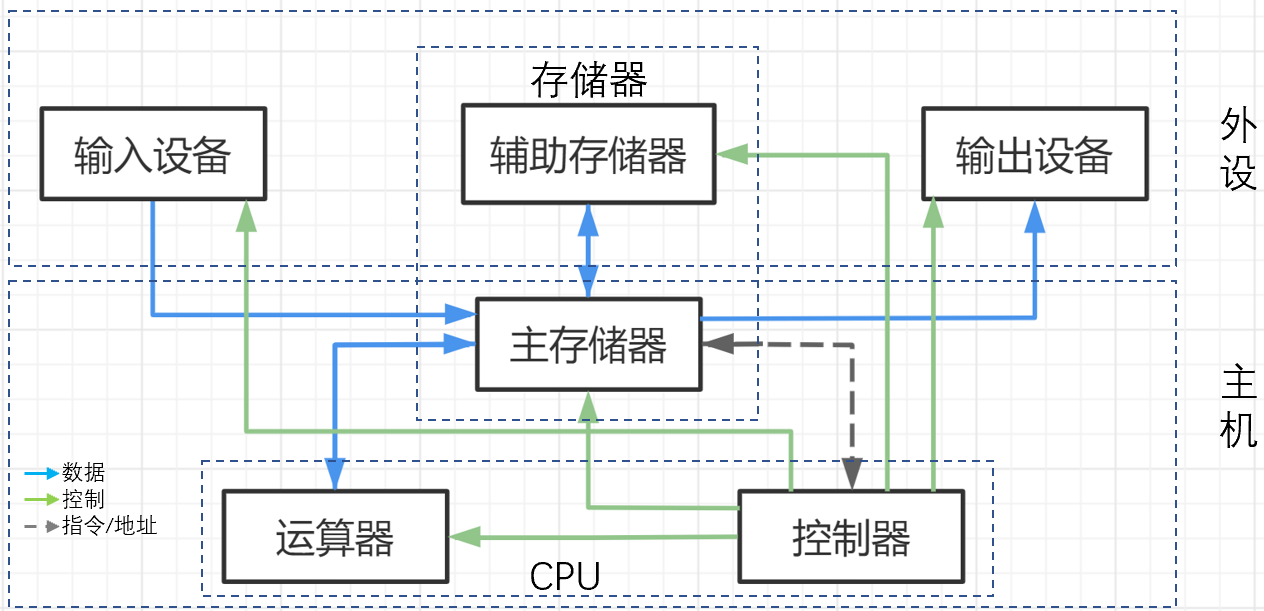 存储器
输入设备
辅助存储器
输出设备
外设
主存储器
主机
数据
控制
指令/地址
运算器
控制器
CPU